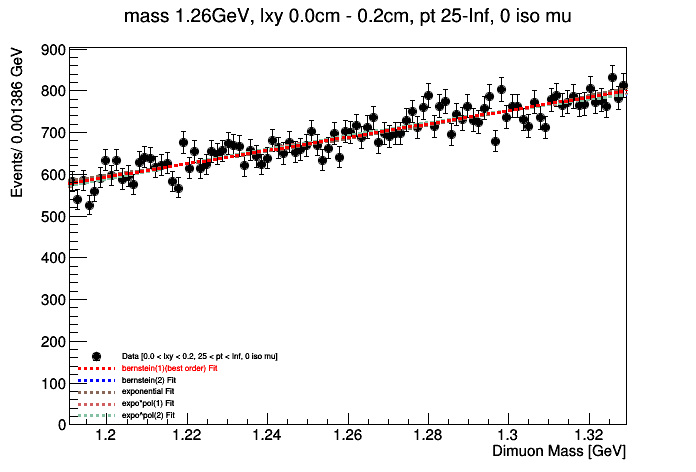 mass 1.26GeV, lxy 0.0cm - 0.2cm, pt 25-Inf, 0 iso mu
Events/ 0.001386 GeV
900
800
700
600
500
400
300
200
100
0
Data [0.0 < lxy < 0.2, 25 < pt < Inf, 0 iso mu]
bernstein(1)(best order) Fit
bernstein(2) Fit
exponential Fit
expo*pol(1) Fit
expo*pol(2) Fit
1.2 1.22 1.24 1.26 1.28 1.3 1.32
Dimuon Mass [GeV]